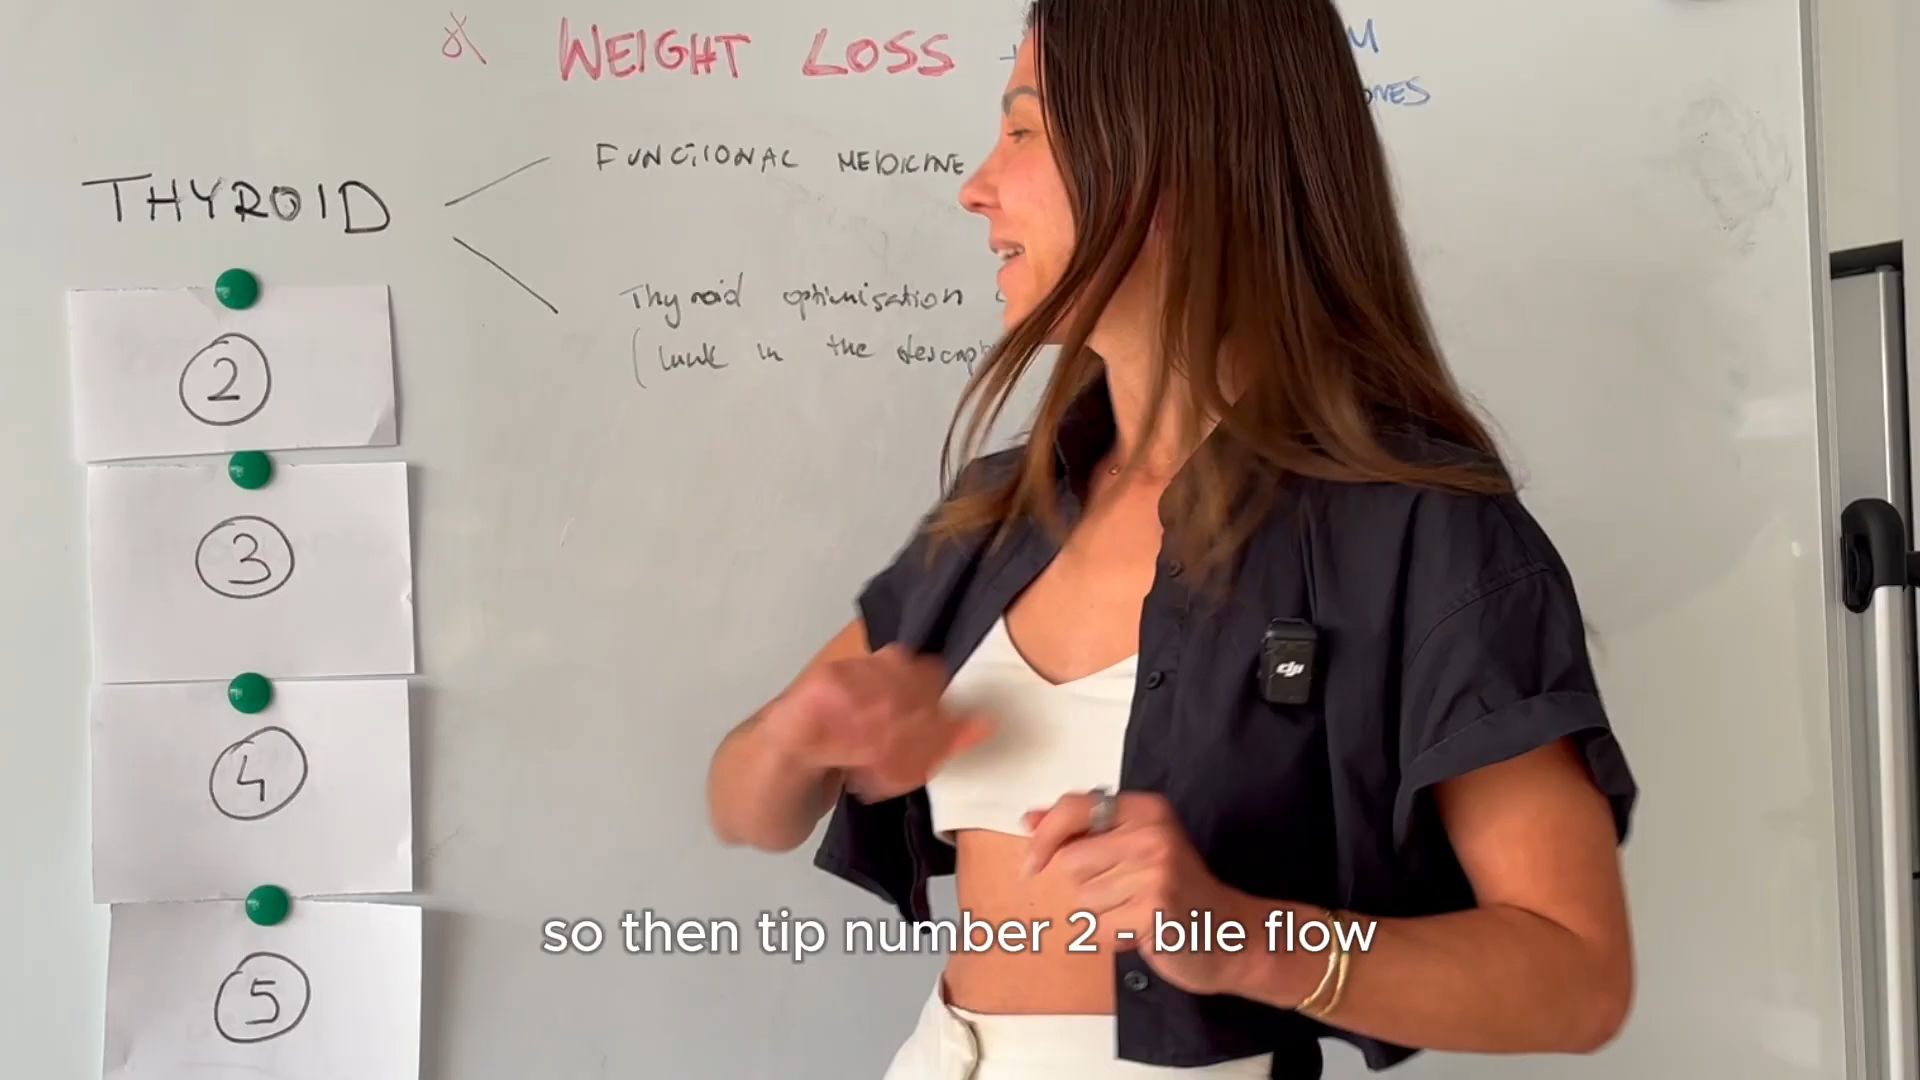 WEIGHT LOSS
FUNCTIONAL MEDICINE
THYROID
Thyroid optimisation
(link in the
2
3
4
5
dji
so then tip number 2 - bile flow